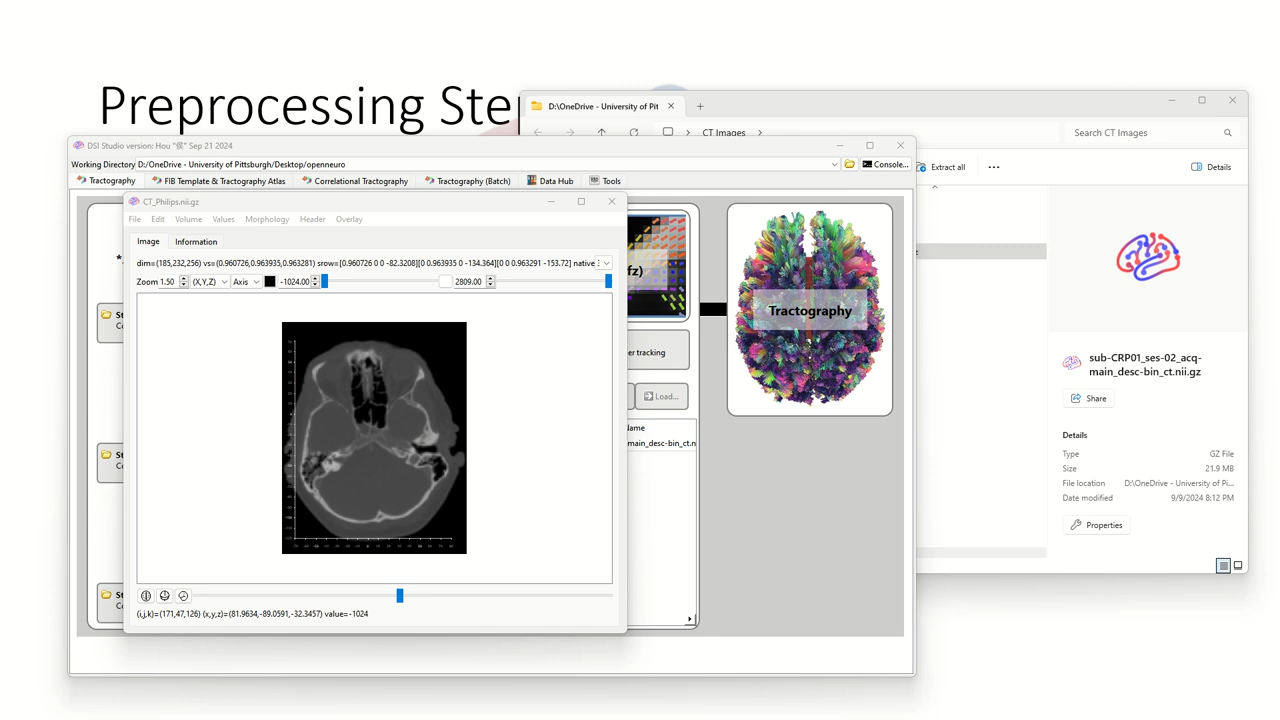 Preprocessing Ste
D:\OneDrive - University of Pit
CT Images
Search CT Images
Extract all
Details
DSI Studio version: Hou "侯" Sep 21 2024
Working Directory D:/OneDrive - University of Pittsburgh/Desktop/openneuro
Console...
Tractography
FIB Template & Tractography Atlas
Correlational Tractography
Tractography (Batch)
Data Hub
Tools
CT_Philips.nii.gz
File Edit Volume Values Morphology Header Overlay
Image Information
dim=(185,232,256) vs=(0.960726,0.963935,0.963281) srow=[0.960726 0 0 -82.3208][0 0.963935 0 -134.364][0 0 0.963291 -153.72] native
Zoom 1.50 (X,Y,Z) Axis -1024.00 2809.00
(i,j,k)=(171,47,126) (x,y,z)=(81.9634,-89.0591,-32.3457) value=-1024
St
Co
St
Co
St
Co
fz)
er tracking
Load...
Name
main_desc-bin_ct.n
Tractography
sub-CRP01_ses-02_acq-
main_desc-bin_ct.nii.gz
Share
Details
Type GZ File
Size 21.9 MB
File location D:\OneDrive - University of Pi...
Date modified 9/9/2024 8:12 PM
Properties